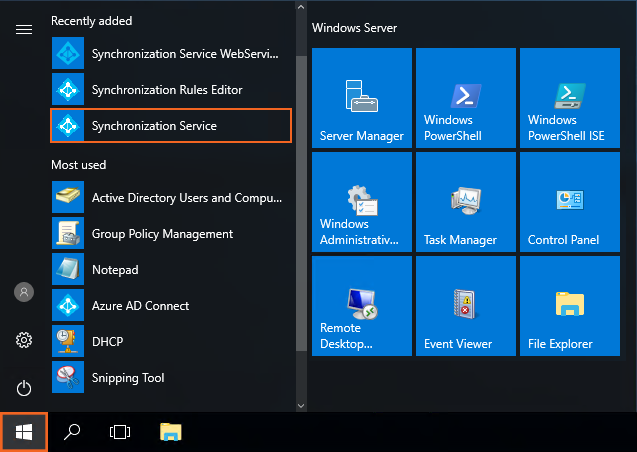 Recently added
Synchronization Service WebServi...
Synchronization Rules Editor
Synchronization Service
Most used
Active Directory Users and Compu...
Group Policy Management
Notepad
Azure AD Connect
DHCP
Snipping Tool
Windows Server
Server Manager
Windows
PowerShell
Windows
PowerShell ISE
Windows
Administrativ...
Task Manager
Control Panel
Remote
Desktop...
Event Viewer
File Explorer